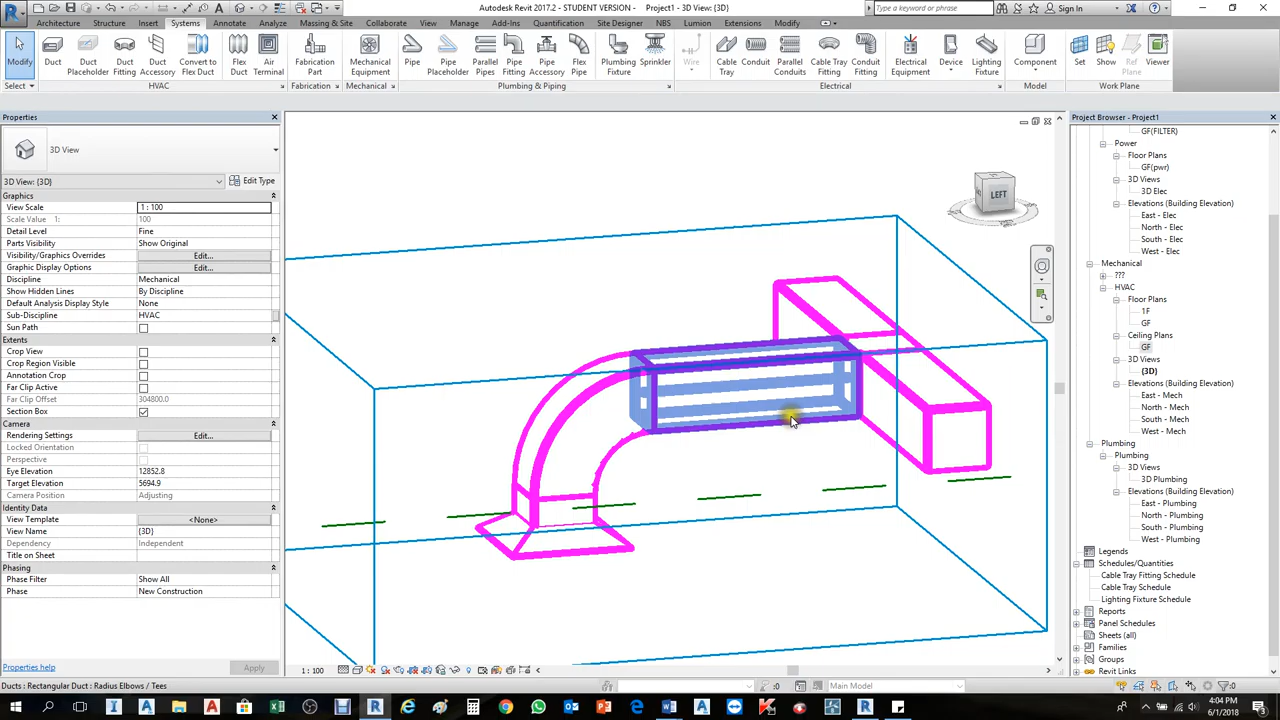 Autodesk Revit 2017.2 - STUDENT VERSION - Project1 - 3D View: {3D}
Type a keyword or phrase
Sign In
Architecture Structure Insert Systems Annotate Analyze Massing & Site Collaborate View Manage Add-Ins Quantification Site Designer NBS Lumion Extensions Modify
Modify
Duct
Duct Placeholder
Duct Fitting
Duct Accessory
Convert to Flex Duct
Flex Duct
Air Terminal
Fabrication Part
Mechanical Equipment
Pipe
Pipe Placeholder
Parallel Pipes
Pipe Fitting
Pipe Accessory
Flex Pipe
Plumbing Fixture
Sprinkler
Wire
Cable Tray
Conduit
Parallel Conduits
Cable Tray Fitting
Conduit Fitting
Electrical Equipment
Device
Lighting Fixture
Component
Set
Show
Ref Plane
Viewer
Select HVAC Fabrication Mechanical Plumbing & Piping Electrical Model Work Plane
Properties
3D View
3D View: {3D} Edit Type
Graphics
View Scale 1 : 100
Scale Value 1: 100
Detail Level Fine
Parts Visibility Show Original
Visibility/Graphics Overrides Edit...
Graphic Display Options Edit...
Discipline Mechanical
Show Hidden Lines By Discipline
Default Analysis Display Style None
Sub-Discipline HVAC
Sun Path
Extents
Crop View
Crop Region Visible
Annotation Crop
Far Clip Active
Far Clip Offset 304800.0
Section Box
Camera
Rendering Settings Edit...
Locked Orientation
Perspective
Eye Elevation 12852.8
Target Elevation 5694.9
Camera Position Adjusting
Identity Data
View Template <None>
View Name {3D}
Dependency Independent
Title on Sheet
Phasing
Phase Filter Show All
Phase New Construction
Properties help Apply
LEFT
1 : 100
Project Browser - Project1
GF(FILTER)
Power
Floor Plans
GF(pwr)
3D Views
3D Elec
Elevations (Building Elevation)
East - Elec
North - Elec
South - Elec
West - Elec
Mechanical
???
HVAC
Floor Plans
1F
GF
Ceiling Plans
GF
3D Views
{3D}
Elevations (Building Elevation)
East - Mech
North - Mech
South - Mech
West - Mech
Plumbing
Plumbing
3D Views
3D Plumbing
Elevations (Building Elevation)
East - Plumbing
North - Plumbing
South - Plumbing
West - Plumbing
Legends
Schedules/Quantities
Cable Tray Fitting Schedule
Cable Tray Schedule
Lighting Fixture Schedule
Reports
Panel Schedules
Sheets (all)
Families
Groups
Revit Links
Ducts : Rectangular Duct : Radius Elbows / Tees :0 Main Model :0
4:04 PM
6/1/2018